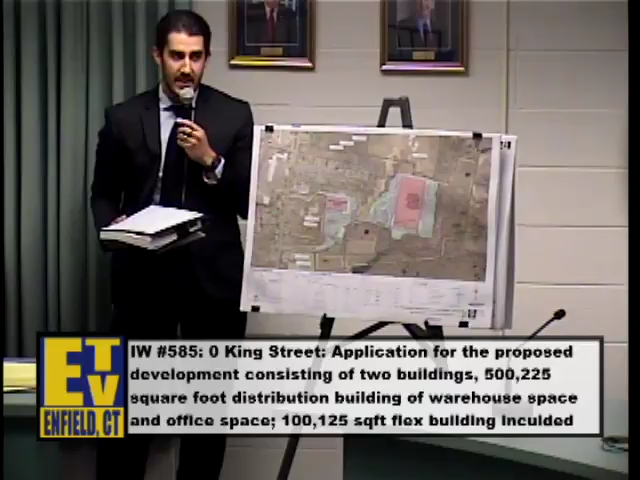 E
T
V
ENFIELD, CT
IW #585: 0 King Street: Application for the proposed
development consisting of two buildings, 500,225
square foot distribution building of warehouse space
and office space; 100,125 sqft flex building inculded